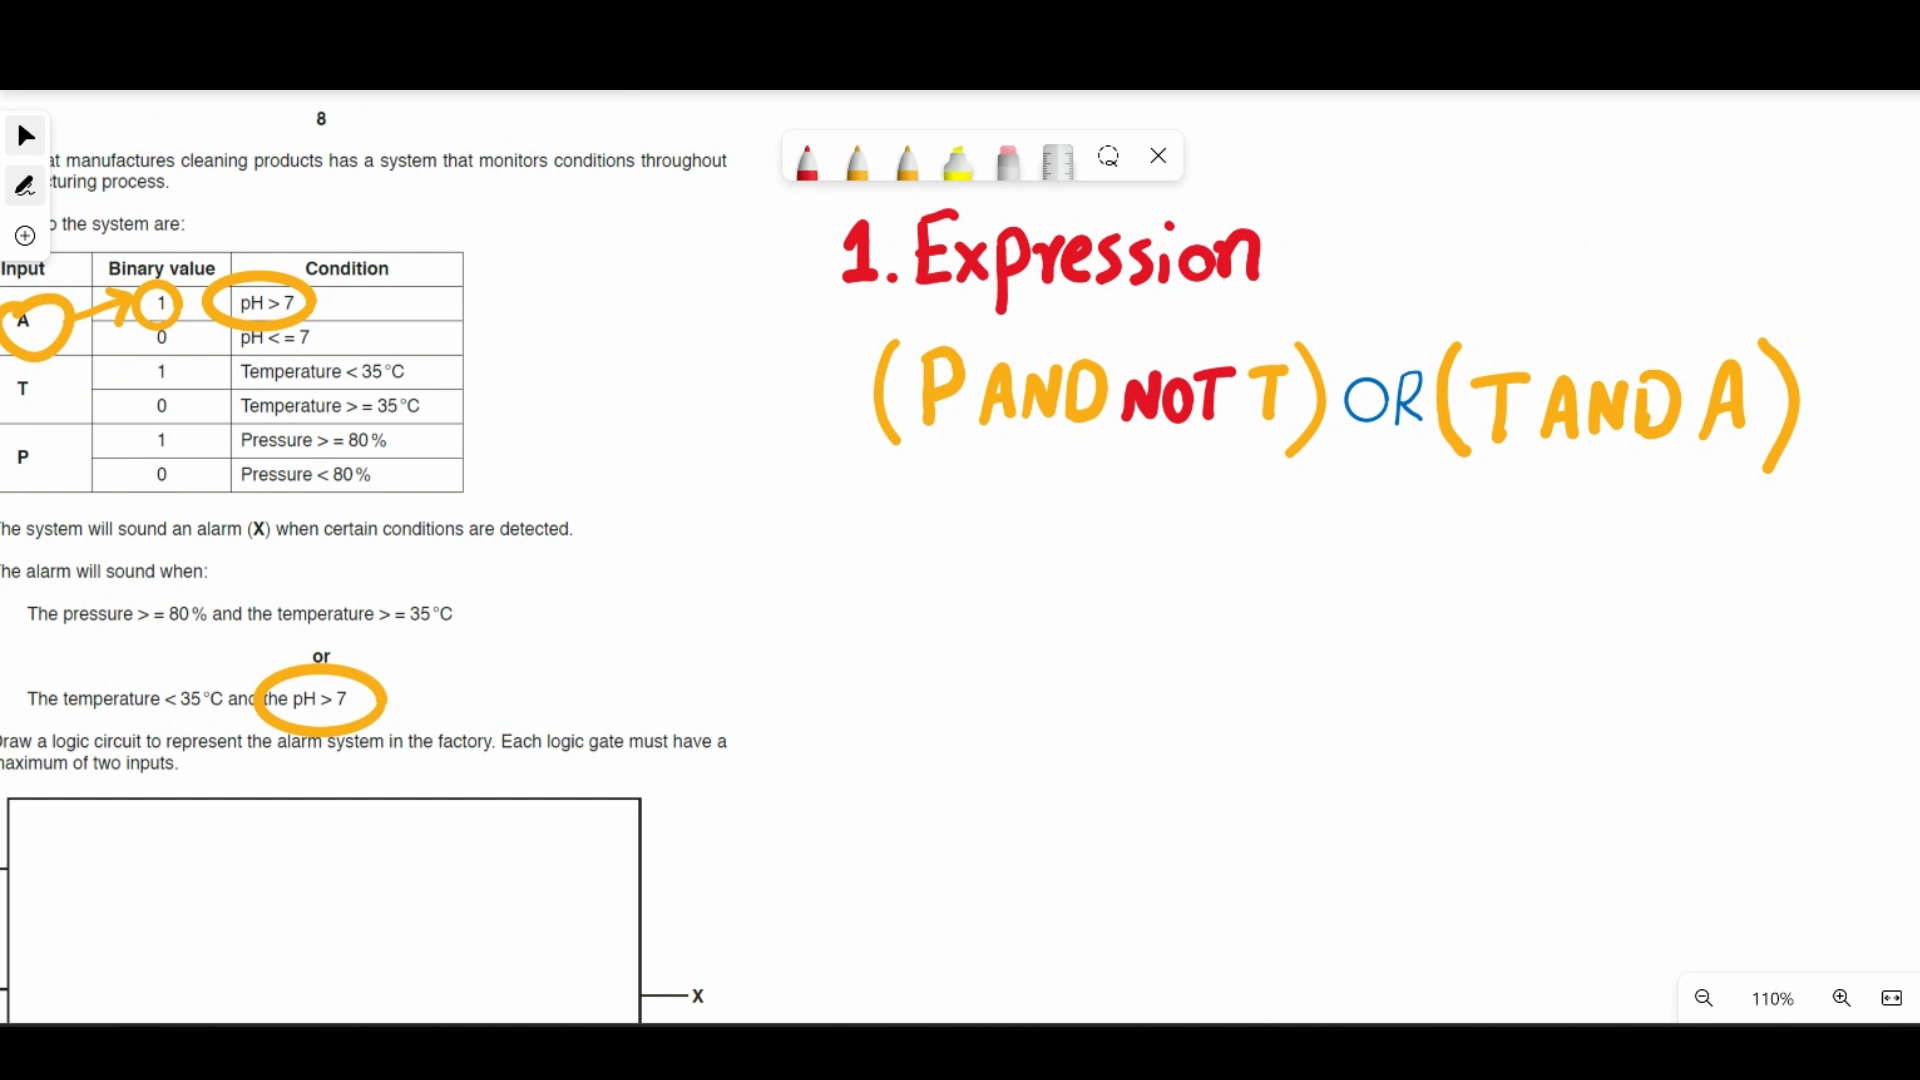 8
at manufactures cleaning products has a system that monitors conditions throughout
turing process.
o the system are:
Input Binary value Condition
A 1 pH > 7
0 pH < = 7
T 1 Temperature < 35 °C
0 Temperature > = 35 °C
P 1 Pressure > = 80 %
0 Pressure < 80 %
he system will sound an alarm (X) when certain conditions are detected.
he alarm will sound when:
The pressure > = 80 % and the temperature > = 35 °C
or
The temperature < 35 °C and the pH > 7
Draw a logic circuit to represent the alarm system in the factory. Each logic gate must have a
maximum of two inputs.
X
1. Expression
(P AND NOT T) OR (T AND A)
110%